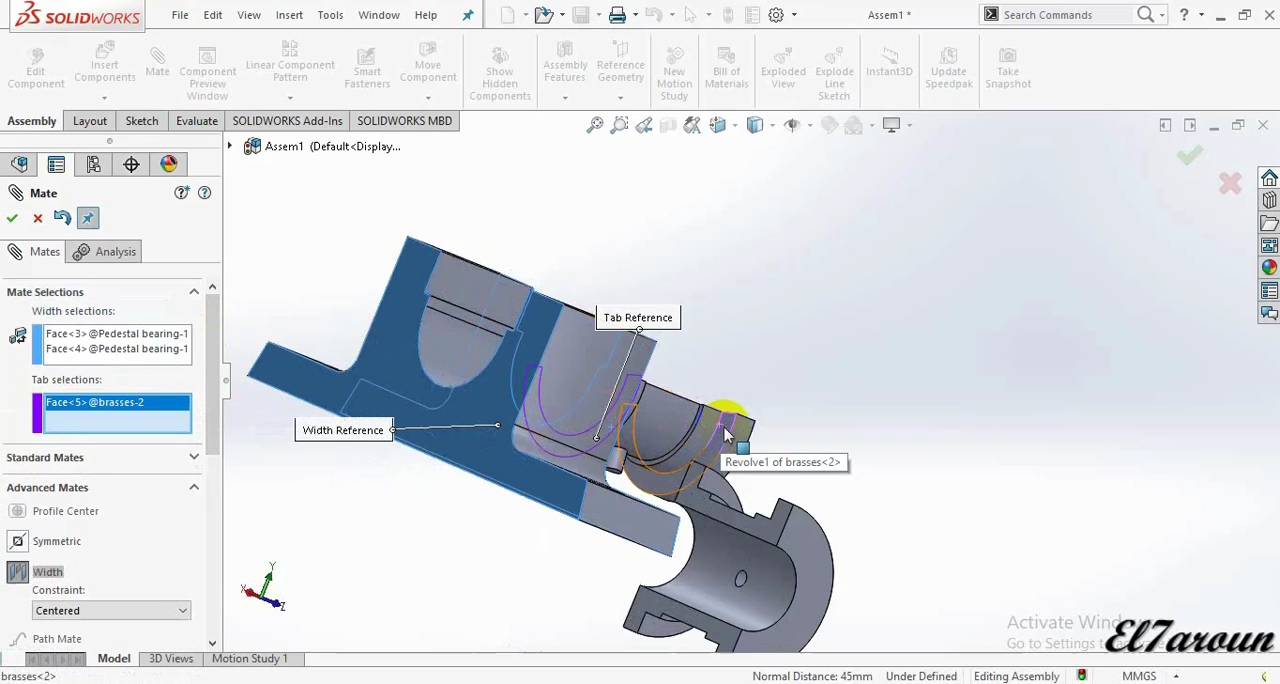 SOLIDWORKS
File Edit View Insert Tools Window Help
Assem1 *
Search Commands
?
Edit Component
Insert Components
Mate
Component Preview Window
Linear Component Pattern
Smart Fasteners
Move Component
Show Hidden Components
Assembly Features
Reference Geometry
New Motion Study
Bill of Materials
Exploded View
Explode Line Sketch
Instant3D
Update Speedpak
Take Snapshot
Assembly Layout Sketch Evaluate SOLIDWORKS Add-Ins SOLIDWORKS MBD
Assem1 (Default<Display...
Mate
Mates Analysis
Mate Selections
Width selections:
Face<3>@Pedestal bearing-1
Face<4>@Pedestal bearing-1
Tab selections:
Face<5>@brasses-2
Standard Mates
Advanced Mates
Profile Center
Symmetric
Width
Constraint:
Centered
Path Mate
Tab Reference
Width Reference
Revolve1 of brasses<2>
Y
X
Z
Go to Settings to
El7aroun
Model 3D Views Motion Study 1
brasses<2>
Normal Distance: 45mm Under Defined Editing Assembly MMGS